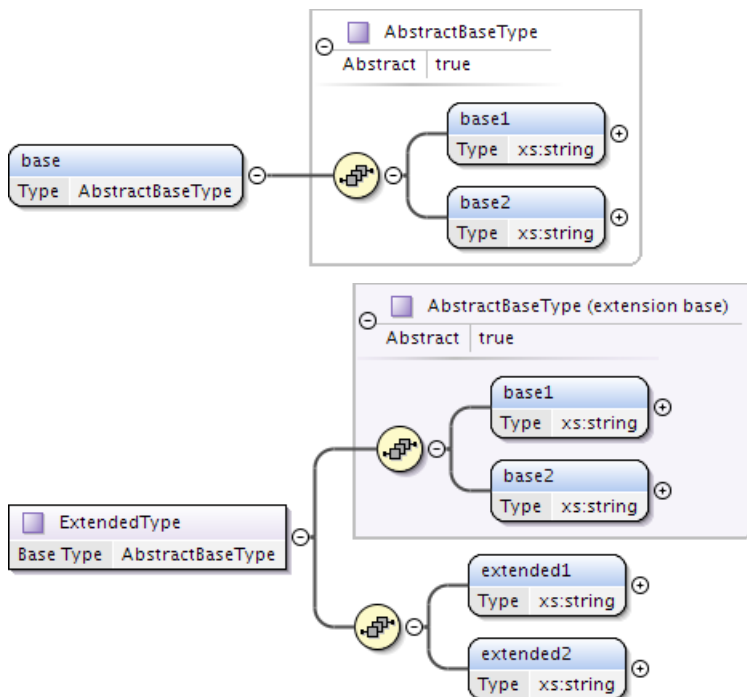 AbstractBaseType
Abstract true
base1
Type xs:string
base
Type AbstractBaseType
base2
Type xs:string
AbstractBaseType (extension base)
Abstract true
base1
Type xs:string
base2
Type xs:string
ExtendedType
Base Type AbstractBaseType
extended1
Type xs:string
extended2
Type xs:string